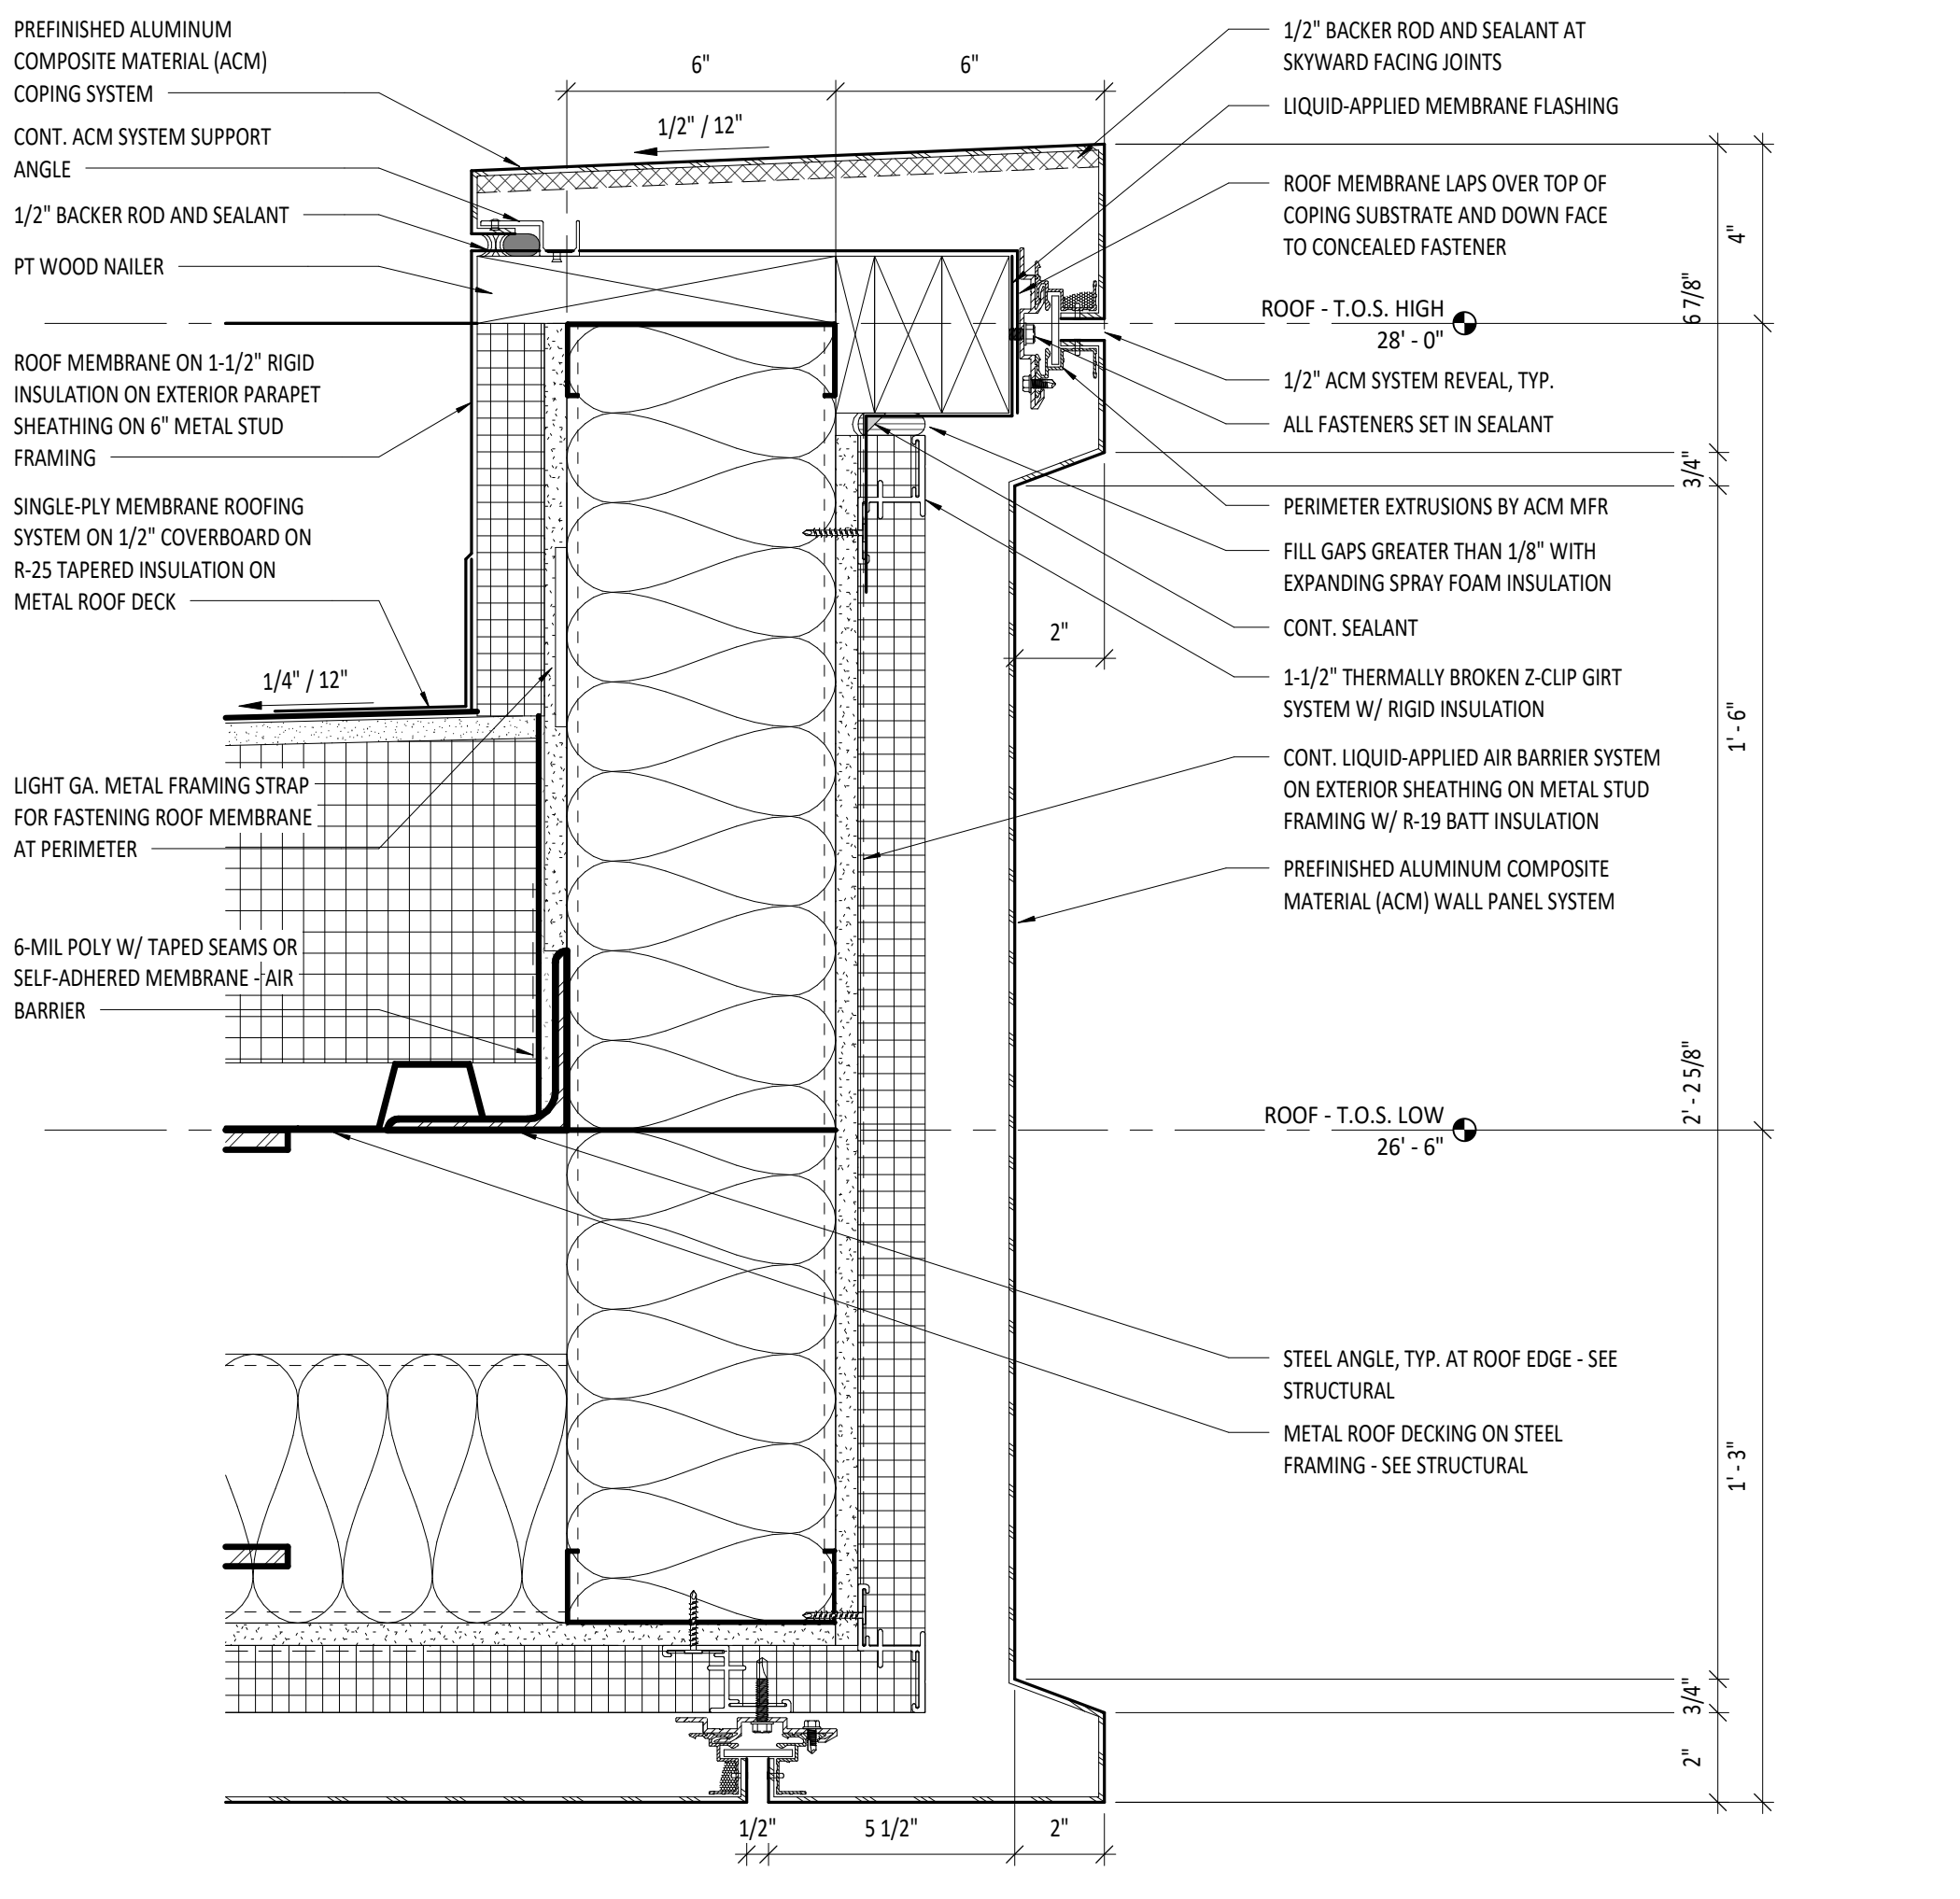 PREFINISHED ALUMINUM
COMPOSITE MATERIAL (ACM)
COPING SYSTEM
CONT. ACM SYSTEM SUPPORT
ANGLE
1/2" BACKER ROD AND SEALANT
PT WOOD NAILER
ROOF MEMBRANE ON 1-1/2" RIGID
INSULATION ON EXTERIOR PARAPET
SHEATHING ON 6" METAL STUD
FRAMING
SINGLE-PLY MEMBRANE ROOFING
SYSTEM ON 1/2" COVERBOARD ON
R-25 TAPERED INSULATION ON
METAL ROOF DECK
1/4" / 12"
LIGHT GA. METAL FRAMING STRAP
FOR FASTENING ROOF MEMBRANE
AT PERIMETER
6-MIL POLY W/ TAPED SEAMS OR
SELF-ADHERED MEMBRANE - AIR
BARRIER
6"
6"
1/2" / 12"
1/2" BACKER ROD AND SEALANT AT
SKYWARD FACING JOINTS
LIQUID-APPLIED MEMBRANE FLASHING
ROOF MEMBRANE LAPS OVER TOP OF
COPING SUBSTRATE AND DOWN FACE
TO CONCEALED FASTENER
ROOF - T.O.S. HIGH
28' - 0"
1/2" ACM SYSTEM REVEAL, TYP.
ALL FASTENERS SET IN SEALANT
PERIMETER EXTRUSIONS BY ACM MFR
FILL GAPS GREATER THAN 1/8" WITH
EXPANDING SPRAY FOAM INSULATION
CONT. SEALANT
2"
1-1/2" THERMALLY BROKEN Z-CLIP GIRT
SYSTEM W/ RIGID INSULATION
CONT. LIQUID-APPLIED AIR BARRIER SYSTEM
ON EXTERIOR SHEATHING ON METAL STUD
FRAMING W/ R-19 BATT INSULATION
PREFINISHED ALUMINUM COMPOSITE
MATERIAL (ACM) WALL PANEL SYSTEM
ROOF - T.O.S. LOW
26' - 6"
STEEL ANGLE, TYP. AT ROOF EDGE - SEE
STRUCTURAL
METAL ROOF DECKING ON STEEL
FRAMING - SEE STRUCTURAL
4"
6 7/8"
3/4"
1' - 6"
2' - 2 5/8"
1' - 3"
3/4"
2"
1/2"
5 1/2"
2"